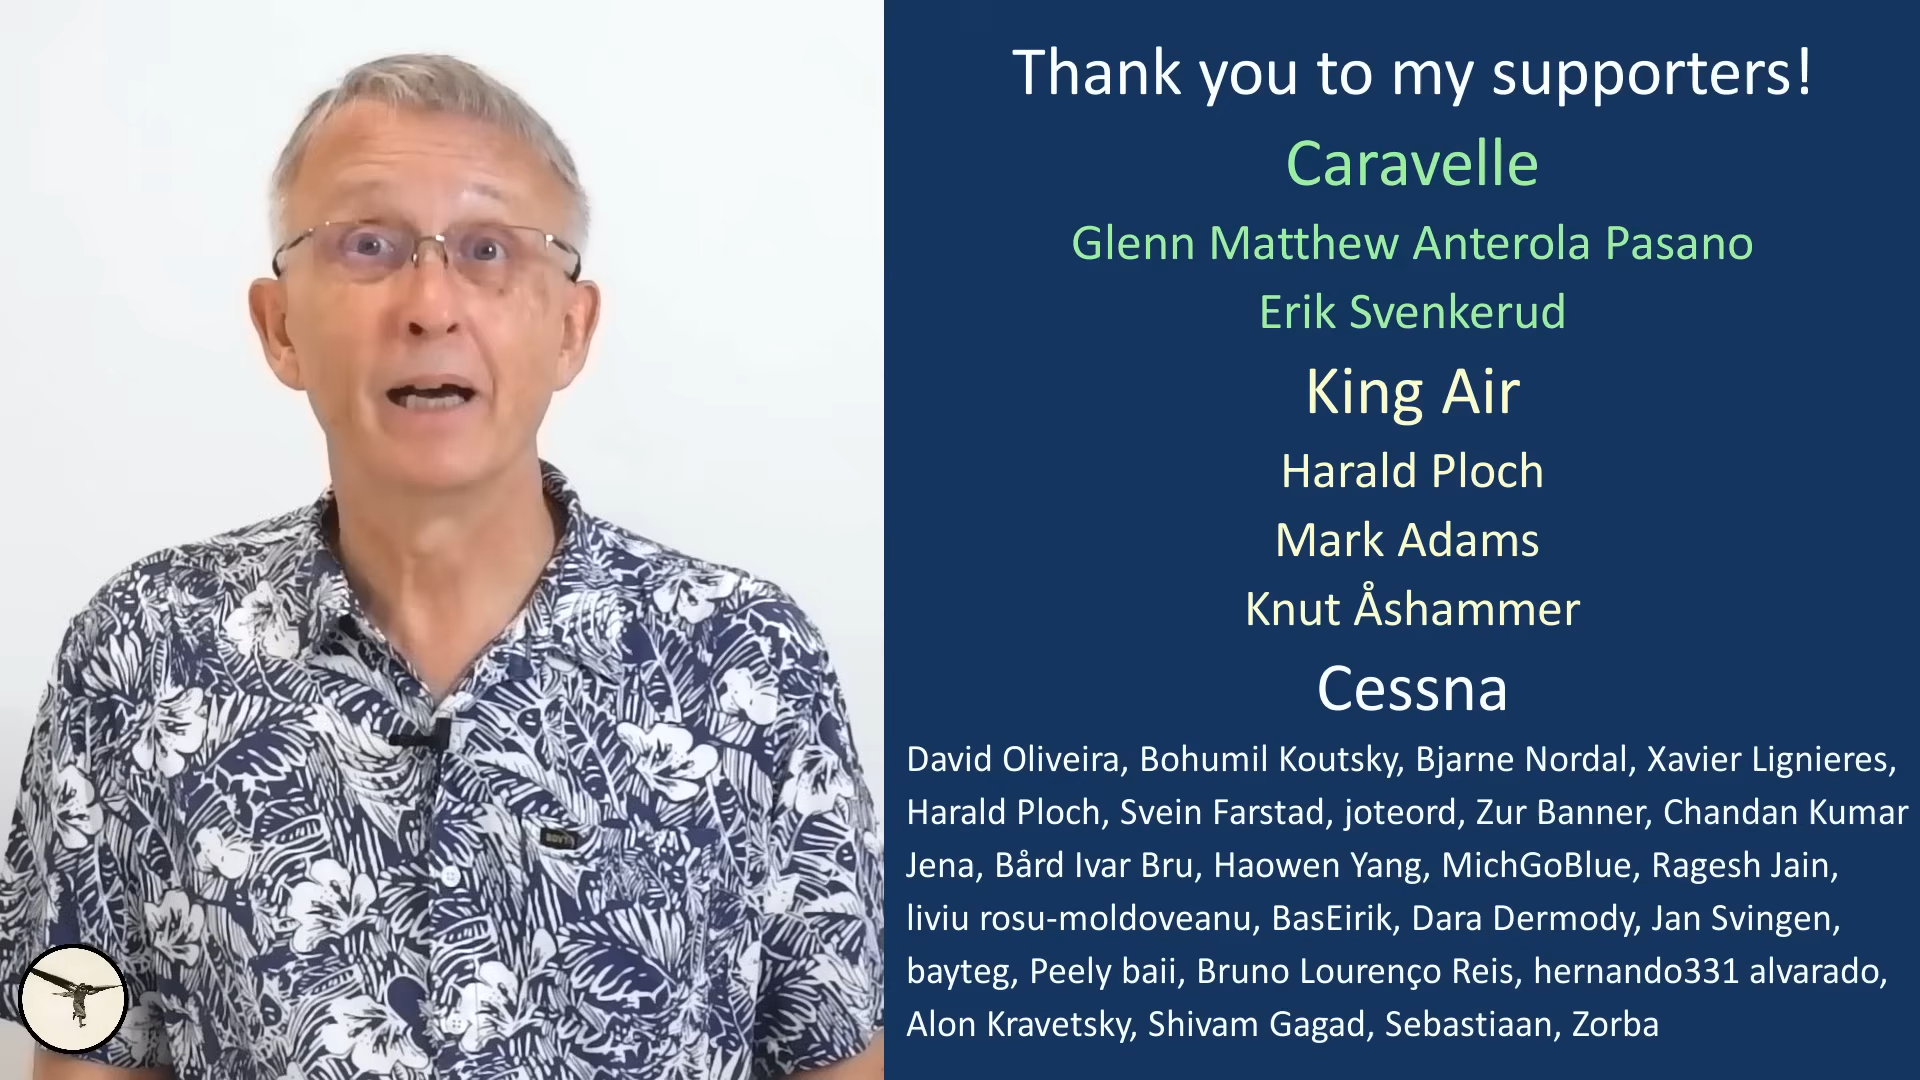 Thank you to my supporters!
Caravelle
Glenn Matthew Anterola Pasano
Erik Svenkerud
King Air
Harald Ploch
Mark Adams
Knut Åshammer
Cessna
David Oliveira, Bohumil Koutsky, Bjarne Nordal, Xavier Lignieres,
Harald Ploch, Svein Farstad, joteord, Zur Banner, Chandan Kumar
Jena, Bård Ivar Bru, Haowen Yang, MichGoBlue, Ragesh Jain,
liviu rosu-moldoveanu, BasEirik, Dara Dermody, Jan Svingen,
bayteg, Peely baii, Bruno Lourenço Reis, hernando331 alvarado,
Alon Kravetsky, Shivam Gagad, Sebastiaan, Zorba